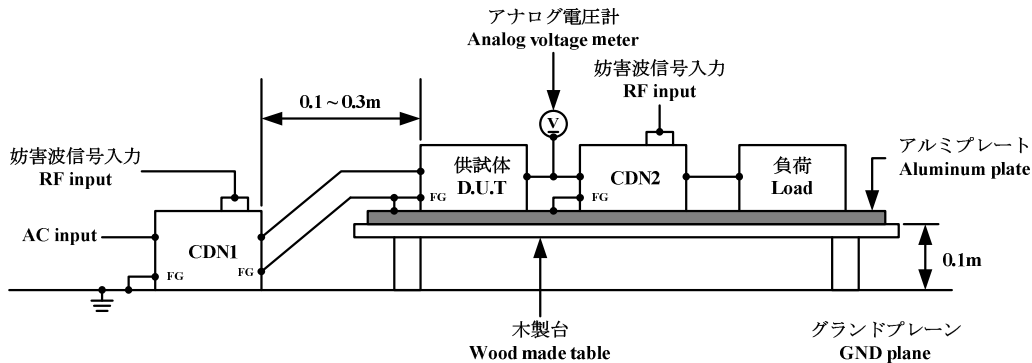 アナログ電圧計
Analog voltage meter
妨害波信号入力
RF input
0.1 ~ 0.3m
V
アルミプレート
Aluminum plate
妨害波信号入力
RF input
供試体
D.U.T
FG
CDN2
FG
負荷
Load
AC input
CDN1
FG
FG
0.1m
木製台
Wood made table
グランドプレーン
GND plane